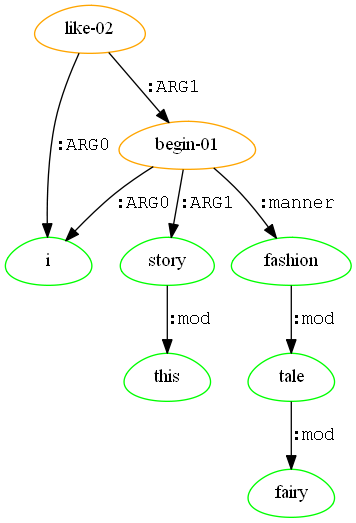 like-02
:ARG1
:ARG0
begin-01
:ARG0 :ARG1 :manner
i story fashion
:mod :mod
this tale
:mod
fairy